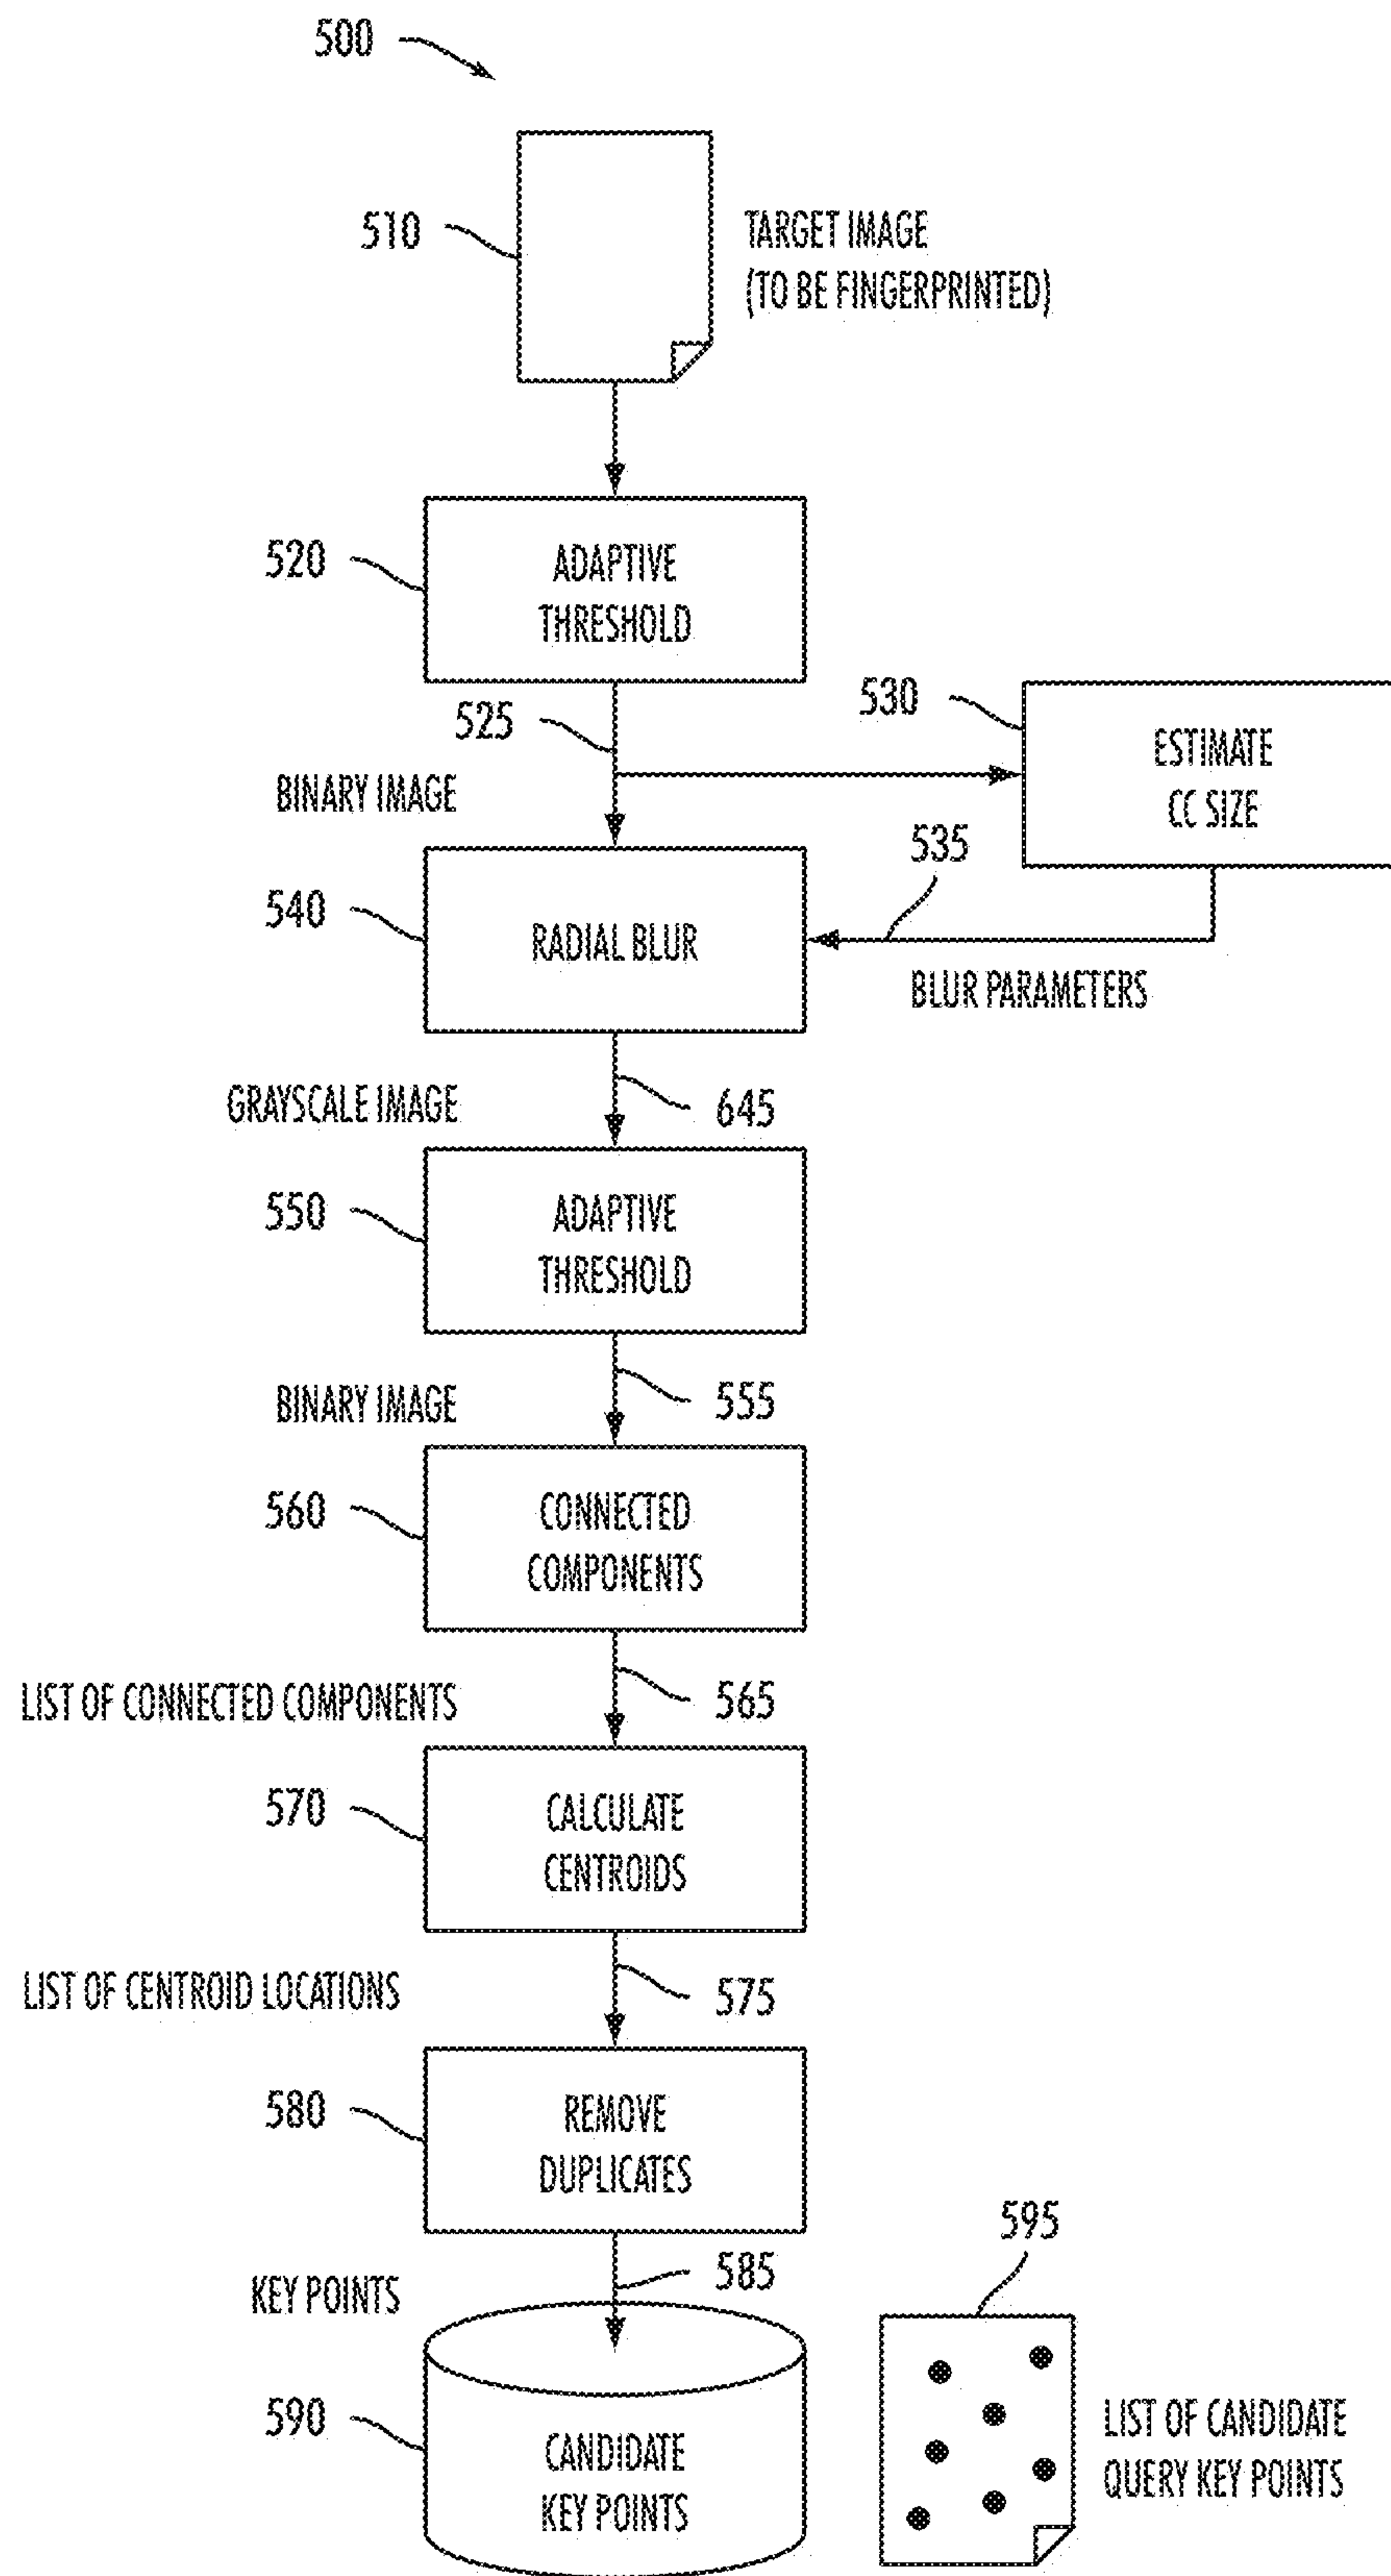 500
510
TARGET IMAGE
(TO BE FINGERPRINTED)
520
ADAPTIVE
THRESHOLD
525
BINARY IMAGE
530
ESTIMATE
CC SIZE
535
BLUR PARAMETERS
540
RADIAL BLUR
GRAYSCALE IMAGE
645
550
ADAPTIVE
THRESHOLD
BINARY IMAGE
555
560
CONNECTED
COMPONENTS
LIST OF CONNECTED COMPONENTS
565
570
CALCULATE
CENTROIDS
LIST OF CENTROID LOCATIONS
575
580
REMOVE
DUPLICATES
KEY POINTS
585
590
CANDIDATE
KEY POINTS
595
LIST OF CANDIDATE
QUERY KEY POINTS